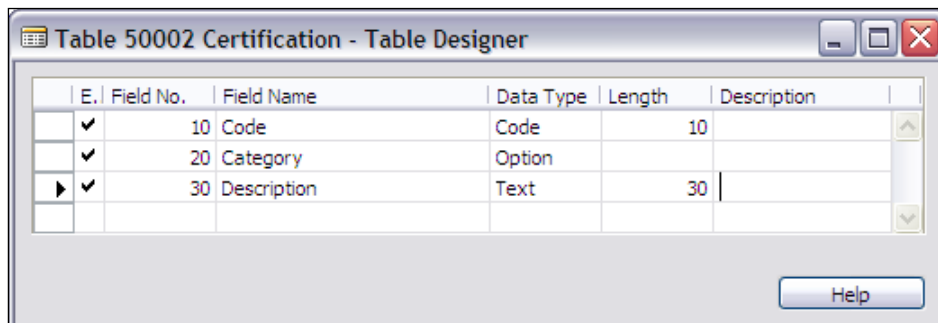 Table 50002 Certification - Table Designer
E. Field No. Field Name Data Type Length Description
10 Code Code 10
20 Category Option
30 Description Text 30
Help